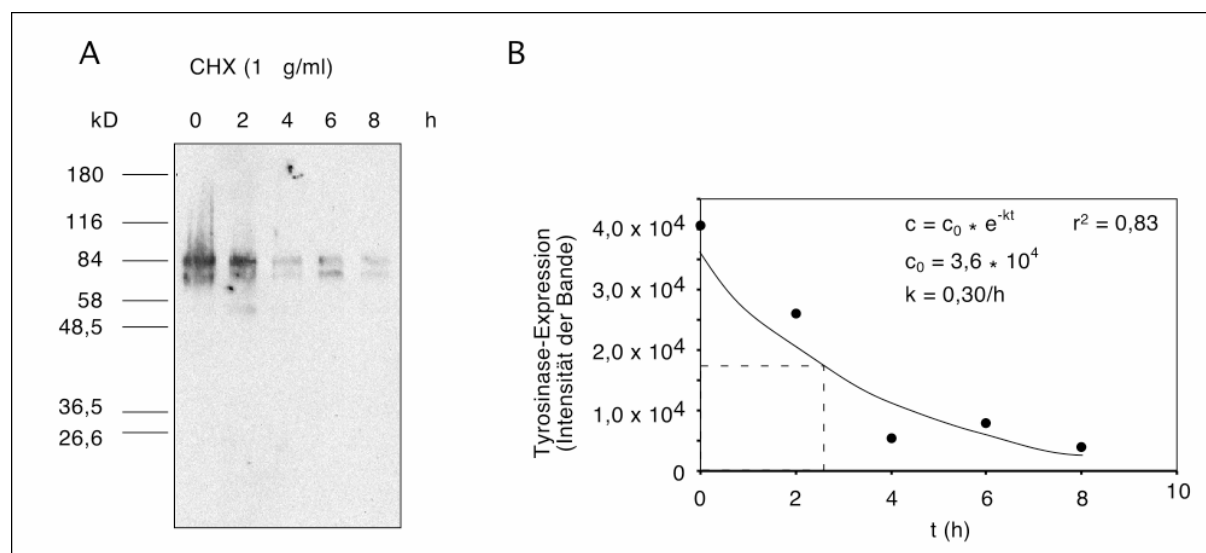 A
CHX (1 g/ml)
kD 0 2 4 6 8 h
180
116
84
58
48,5
36,5
26,6
B
Tyrosinase-Expression
(Intensität der Bande)
4,0 x 10⁴
3,0 x 10⁴
2,0 x 10⁴
1,0 x 10⁴
0
c = c₀ * e⁻ᵏᵗ r² = 0,83
c₀ = 3,6 * 10⁴
k = 0,30/h
0 2 4 6 8 10
t (h)